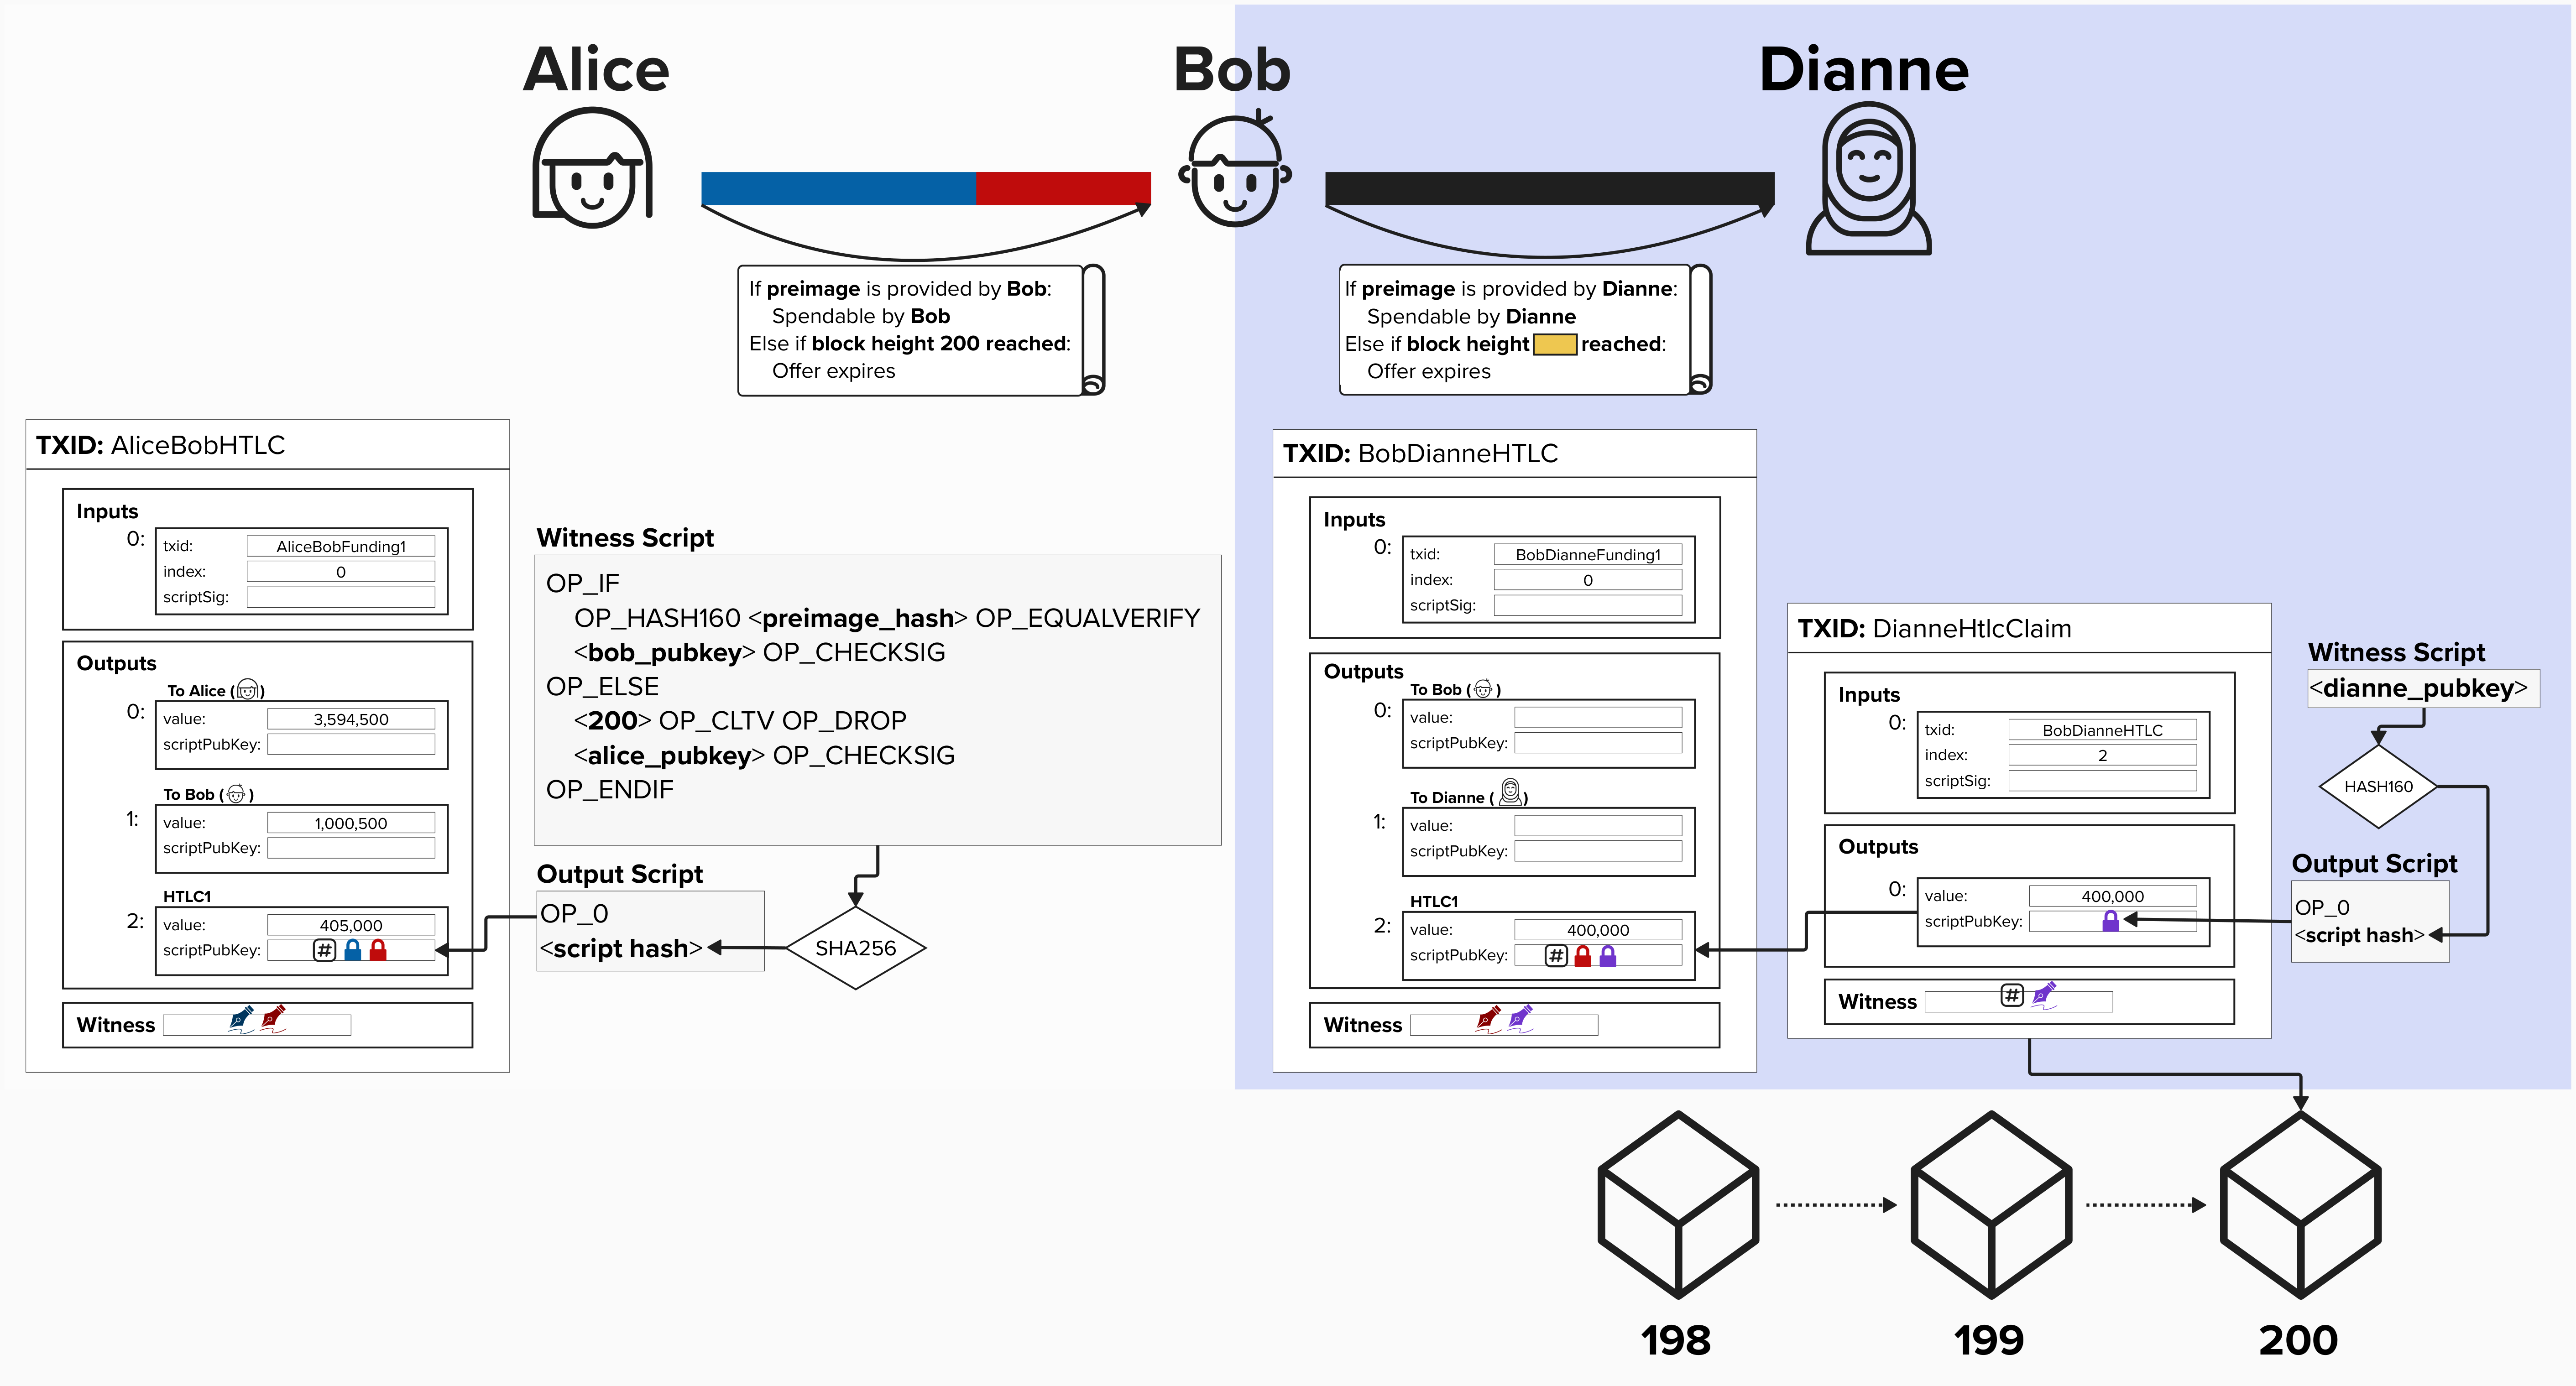 Alice
Bob
Dianne
If preimage is provided by Bob:
Spendable by Bob
Else if block height 200 reached:
Offer expires
If preimage is provided by Dianne:
Spendable by Dianne
Else if block height reached:
Offer expires
TXID: AliceBobHTLC
Inputs
0:
txid: AliceBobFunding1
index: 0
scriptSig:
Outputs
To Alice ( )
0:
value: 3,594,500
scriptPubKey:
To Bob ( )
1:
value: 1,000,500
scriptPubKey:
HTLC1
2:
value: 405,000
scriptPubKey: #
Witness
Witness Script
OP_IF
OP_HASH160 <preimage_hash> OP_EQUALVERIFY
<bob_pubkey> OP_CHECKSIG
OP_ELSE
<200> OP_CLTV OP_DROP
<alice_pubkey> OP_CHECKSIG
OP_ENDIF
Output Script
OP_0
<script hash>
SHA256
TXID: BobDianneHTLC
Inputs
0:
txid: BobDianneFunding1
index: 0
scriptSig:
Outputs
To Bob ( )
0:
value:
scriptPubKey:
To Dianne ( )
1:
value:
scriptPubKey:
HTLC1
2:
value: 400,000
scriptPubKey: #
Witness
TXID: DianneHtlcClaim
Inputs
0:
txid: BobDianneHTLC
index: 2
scriptSig:
Outputs
0:
value: 400,000
scriptPubKey:
Witness #
Witness Script
<dianne_pubkey>
HASH160
Output Script
OP_0
<script hash>
198
199
200